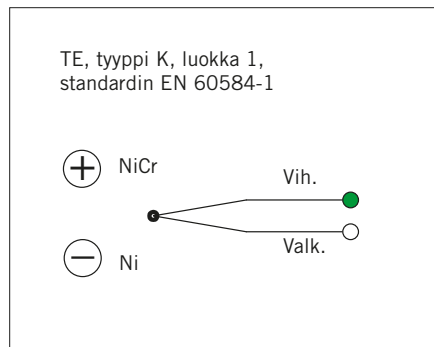 TE, tyyppi K, luokka 1,
standardin EN 60584-1
+ NiCr
Vih.
Valk.
− Ni